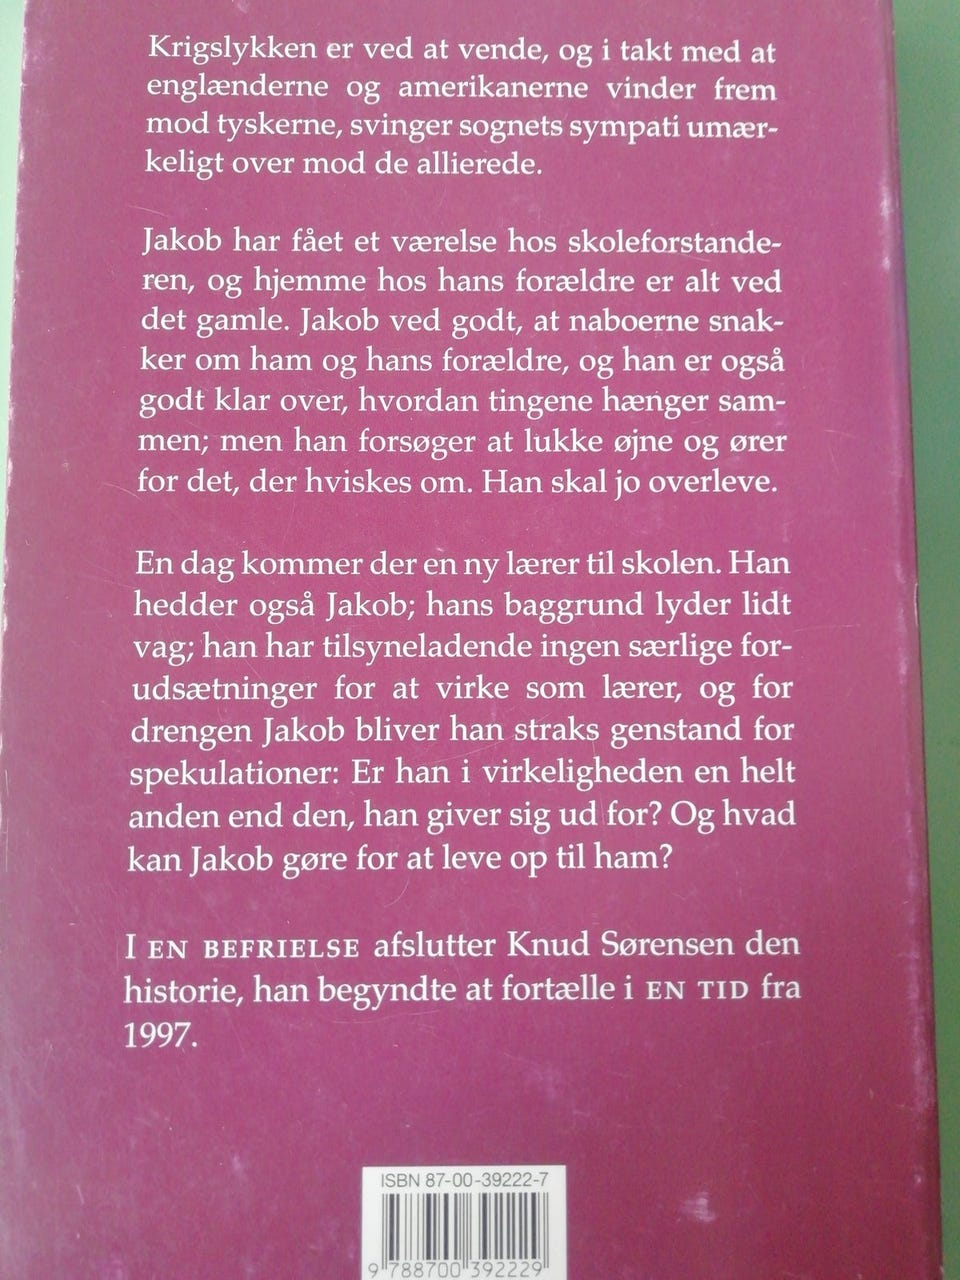 Krigslykken er ved at vende, og i takt med at
englænderne og amerikanerne vinder frem
mod tyskerne, svinger sognets sympati umær-
keligt over mod de allierede.
Jakob har fået et værelse hos skoleforstande-
ren, og hjemme hos hans forældre er alt ved
det gamle. Jakob ved godt, at naboerne snak-
ker om ham og hans forældre, og han er også
godt klar over, hvordan tingene hænger sam-
men; men han forsøger at lukke øjne og ører
for det, der hviskes om. Han skal jo overleve.
En dag kommer der en ny lærer til skolen. Han
hedder også Jakob; hans baggrund lyder lidt
vag; han har tilsyneladende ingen særlige for-
udsætninger for at virke som lærer, og for
drengen Jakob bliver han straks genstand for
spekulationer: Er han i virkeligheden en helt
anden end den, han giver sig ud for? Og hvad
kan Jakob gøre for at leve op til ham?
I EN BEFRIELSE afslutter Knud Sørensen den
historie, han begyndte at fortælle i EN TID fra
1997.
ISBN 87-00-39222-7
9 788700 392229